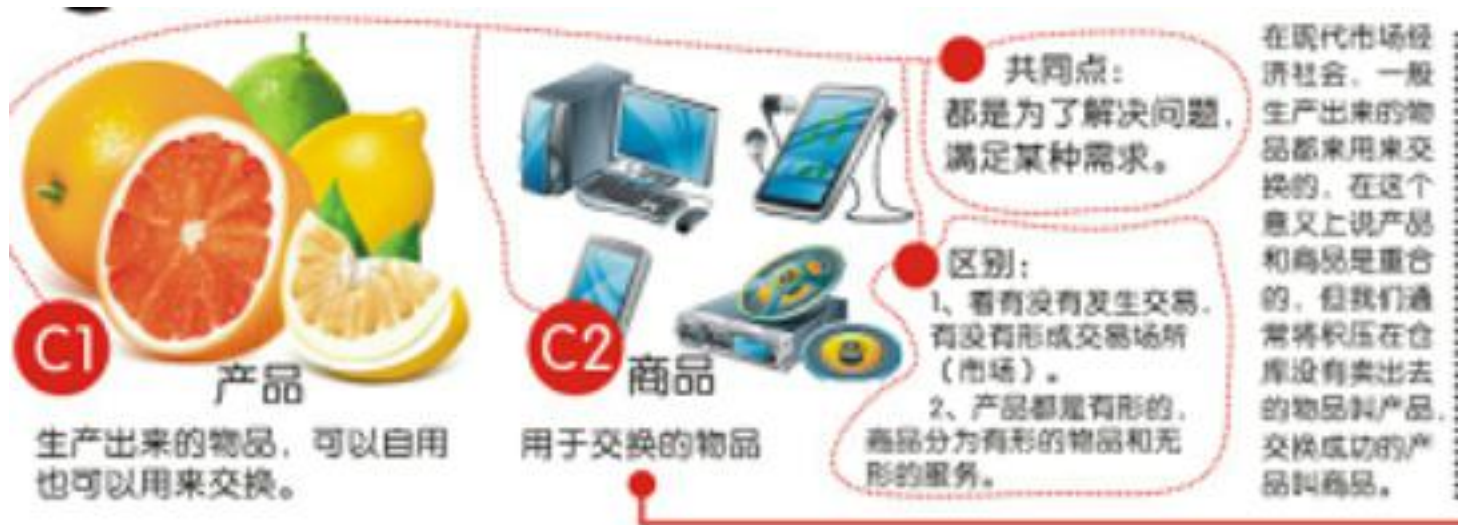 C1
产品
生产出来的物品，可以自用
也可以用来交换。
C2
商品
用于交换的物品
共同点：
都是为了解决问题，
满足某种需求。
区别：
1、看有没有发生交易，
有没有形成交易场所
（市场）。
2、产品都是有形的，
商品分为有形的物品和无
形的服务。
在现代市场经
济社会，一般
生产出来的物
品都来用来交
换的，在这个
意义上说产品
和商品是重合
的，但我们通
常将积压在仓
库没有卖出去
的物品叫产品，
交换成功的产
品叫商品。